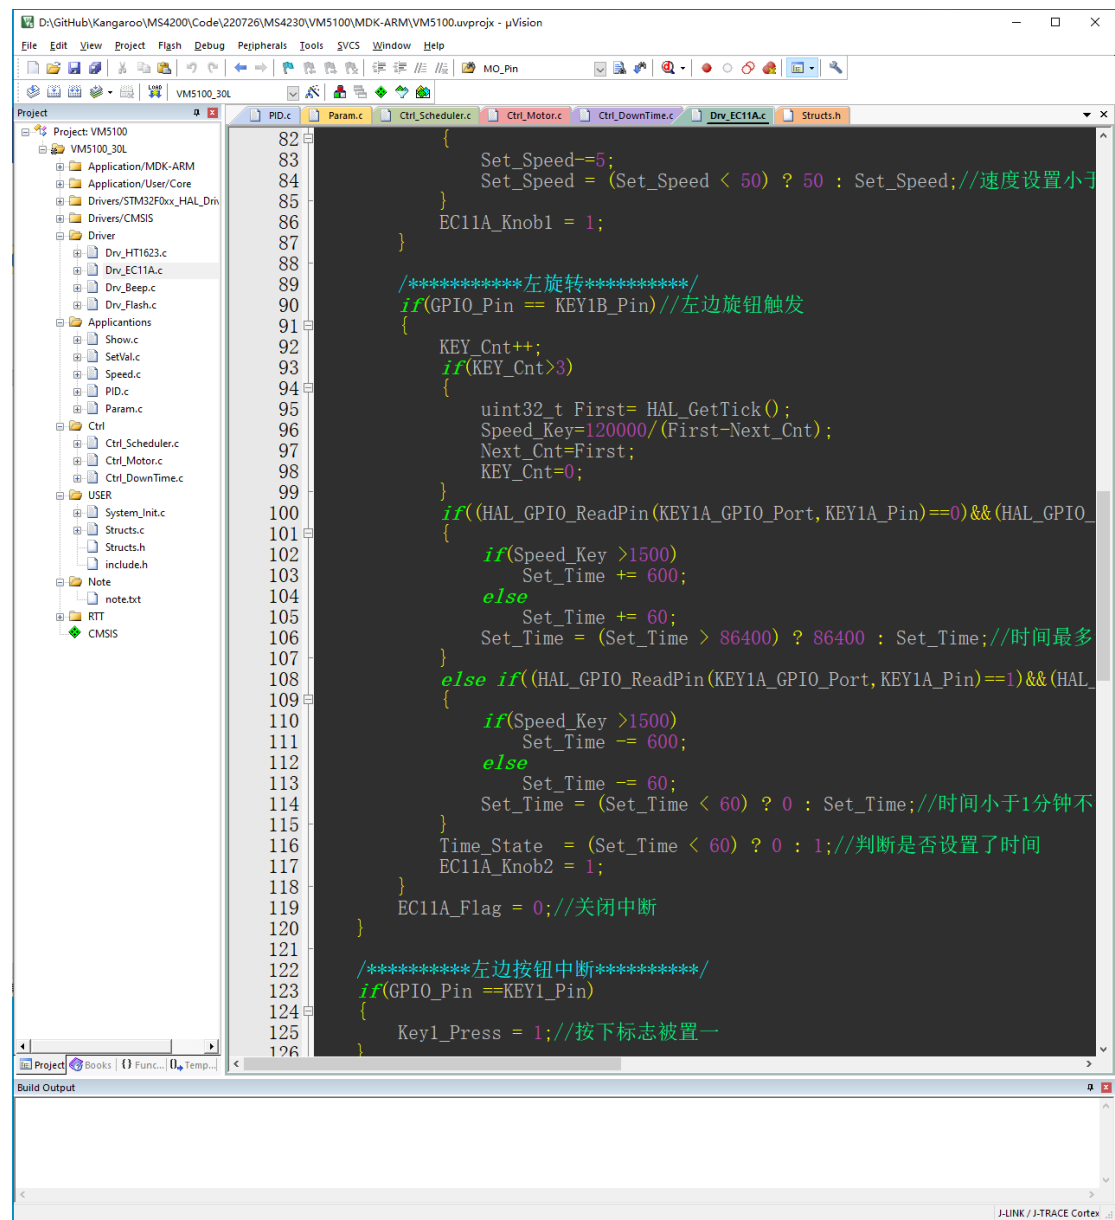 D:\GitHub\Kangaroo\MS4200\Code\220726\MS4230\VM5100\MDK-ARM\VM5100.uvprojx - µVision
File Edit View Project Flash Debug Peripherals Tools SVCS Window Help
MO_Pin
LOAD VM5100_30L
Project
PID.c Param.c Ctrl_Scheduler.c Ctrl_Motor.c Ctrl_DownTime.c Drv_EC11A.c Structs.h
Project: VM5100
VM5100_30L
Application/MDK-ARM
Application/User/Core
Drivers/STM32F0xx_HAL_Driv
Drivers/CMSIS
Driver
Drv_HT1623.c
Drv_EC11A.c
Drv_Beep.c
Drv_Flash.c
Applicantions
Show.c
SetVal.c
Speed.c
PID.c
Param.c
Ctrl
Ctrl_Scheduler.c
Ctrl_Motor.c
Ctrl_DownTime.c
USER
System_Init.c
Structs.c
Structs.h
include.h
Note
note.txt
RTT
CMSIS
82 {
83 Set_Speed-=5;
84 Set_Speed = (Set_Speed < 50) ? 50 : Set_Speed;//速度设置小于
85 }
86 EC11A_Knob1 = 1;
87 }
88
89 /***********左旋转**********/
90 if(GPIO_Pin == KEY1B_Pin)//左边旋钮触发
91 {
92 KEY_Cnt++;
93 if(KEY_Cnt>3)
94 {
95 uint32_t First= HAL_GetTick();
96 Speed_Key=120000/(First-Next_Cnt);
97 Next_Cnt=First;
98 KEY_Cnt=0;
99 }
100 if((HAL_GPIO_ReadPin(KEY1A_GPIO_Port,KEY1A_Pin)==0)&&(HAL_GPIO_
101 {
102 if(Speed_Key >1500)
103 Set_Time += 600;
104 else
105 Set_Time += 60;
106 Set_Time = (Set_Time > 86400) ? 86400 : Set_Time;//时间最多
107 }
108 else if((HAL_GPIO_ReadPin(KEY1A_GPIO_Port,KEY1A_Pin)==1)&&(HAL_
109 {
110 if(Speed_Key >1500)
111 Set_Time -= 600;
112 else
113 Set_Time -= 60;
114 Set_Time = (Set_Time < 60) ? 0 : Set_Time;//时间小于1分钟不
115 }
116 Time_State = (Set_Time < 60) ? 0 : 1;//判断是否设置了时间
117 EC11A_Knob2 = 1;
118 }
119 EC11A_Flag = 0;//关闭中断
120 }
121
122 /**********左边按钮中断**********/
123 if(GPIO_Pin ==KEY1_Pin)
124 {
125 Key1_Press = 1;//按下标志被置一
126 }
Project Books {} Func... Temp...
Build Output
J-LINK / J-TRACE Cortex